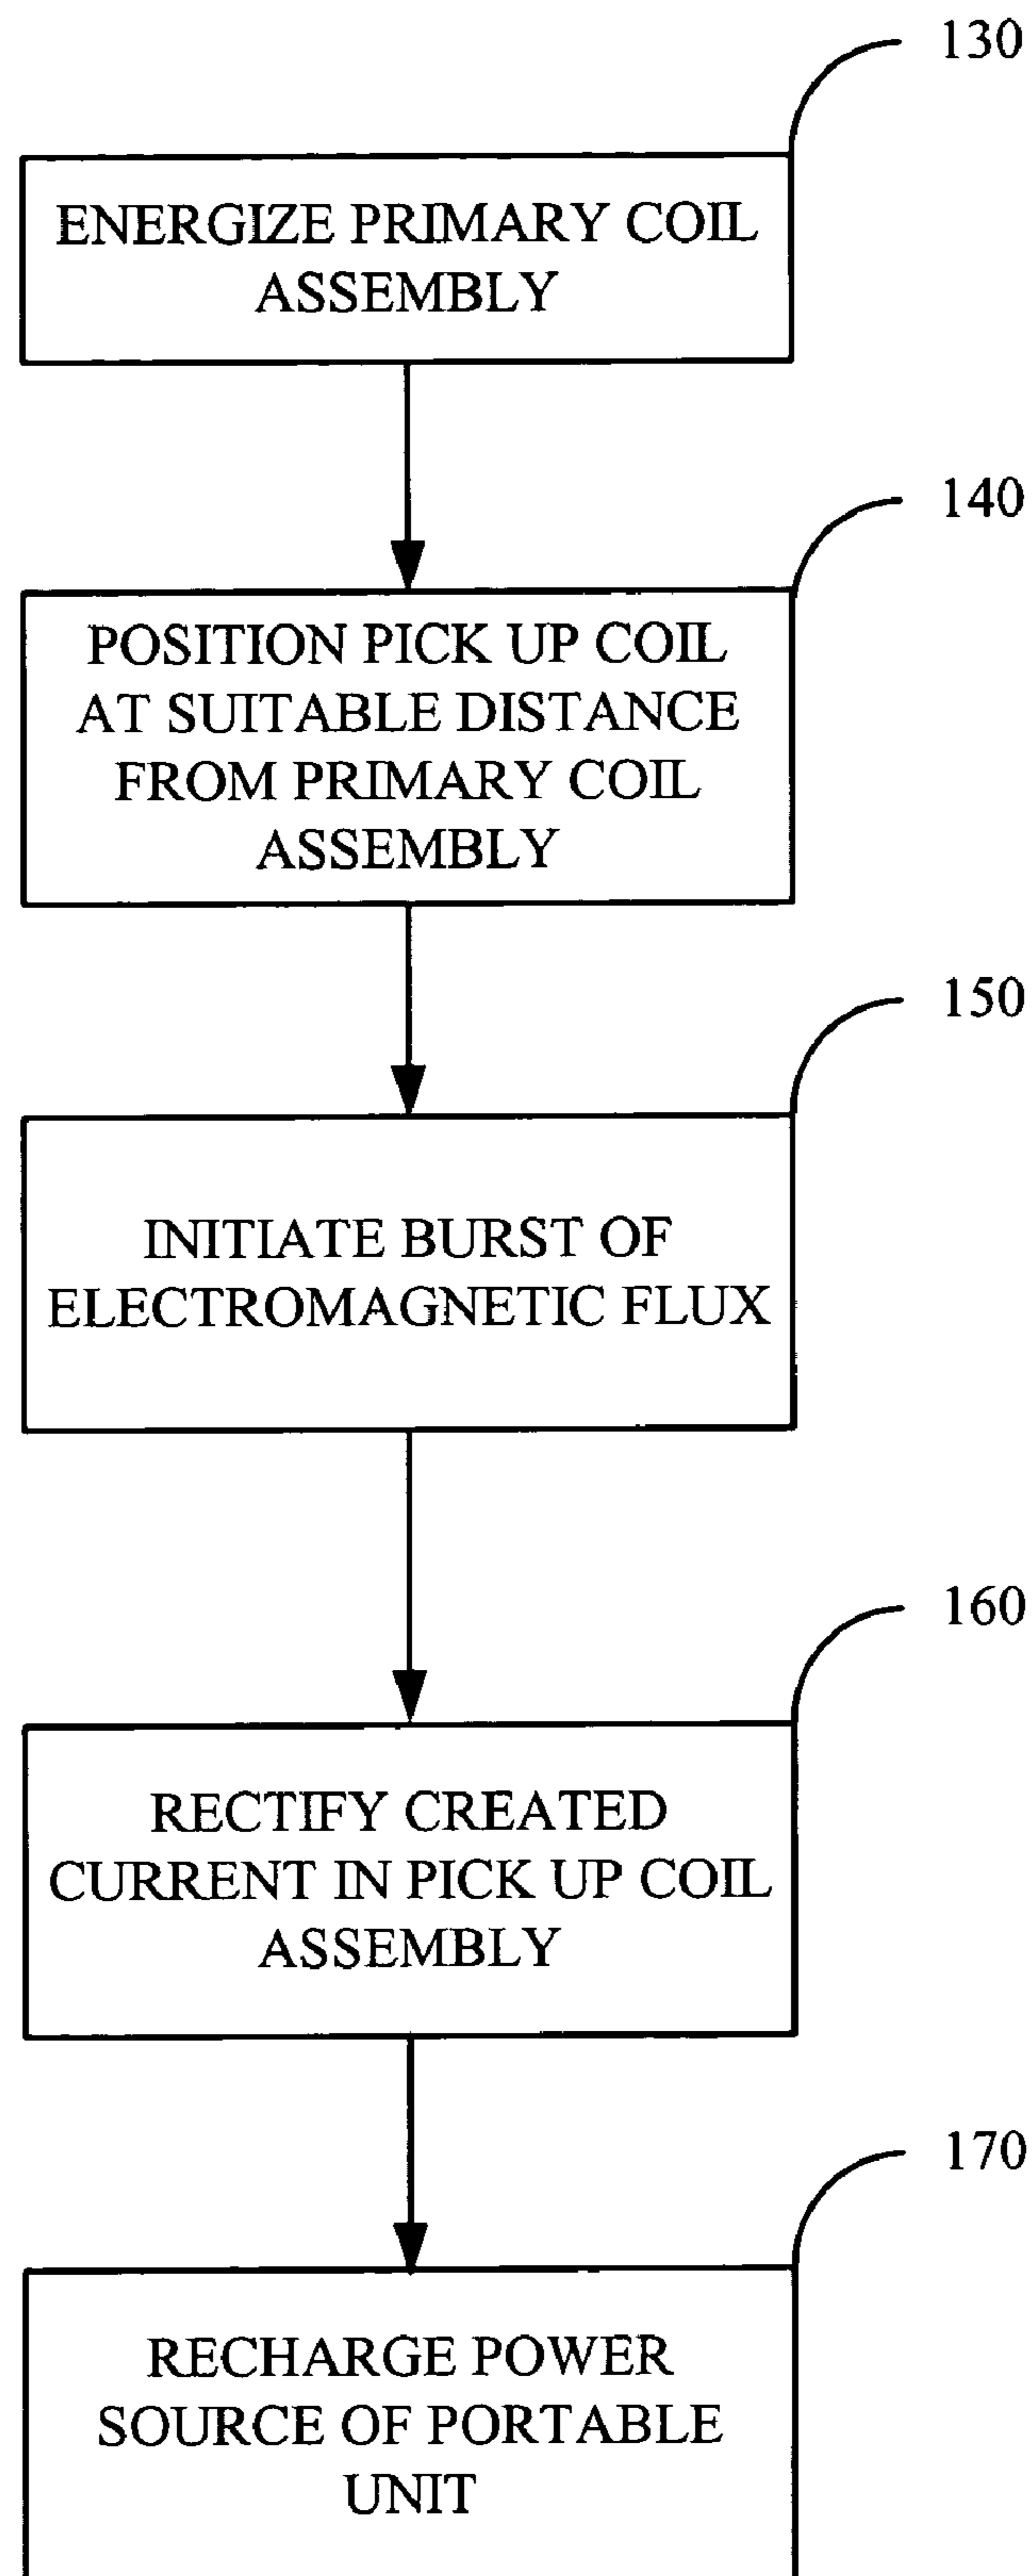 130
ENERGIZE PRIMARY COIL
ASSEMBLY
140
POSITION PICK UP COIL
AT SUITABLE DISTANCE
FROM PRIMARY COIL
ASSEMBLY
150
INITIATE BURST OF
ELECTROMAGNETIC FLUX
160
RECTIFY CREATED
CURRENT IN PICK UP COIL
ASSEMBLY
170
RECHARGE POWER
SOURCE OF PORTABLE
UNIT